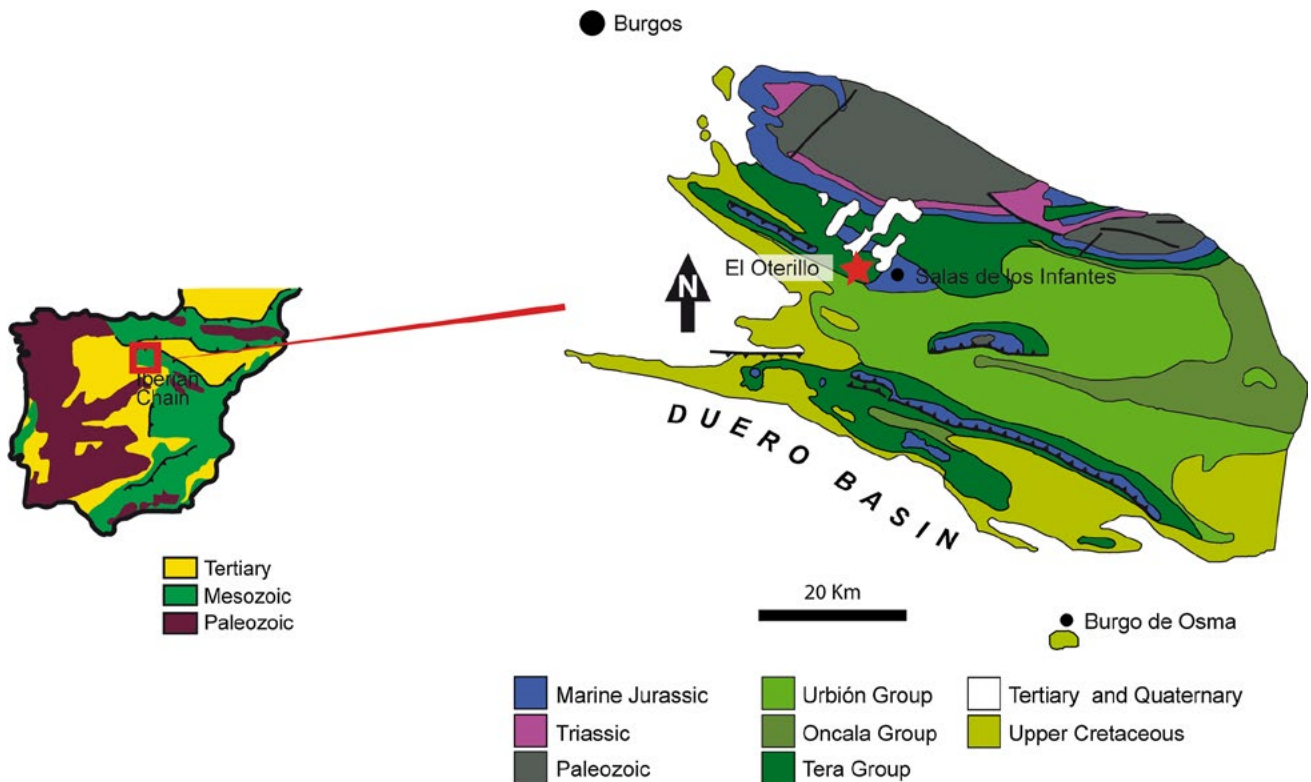 Burgos
El Oterillo
Salas de los Infantes
N
Iberian
Chain
DUERO BASIN
Tertiary
Mesozoic
Paleozoic
20 Km
Burgo de Osma
Marine Jurassic
Triassic
Paleozoic
Urbión Group
Oncala Group
Tera Group
Tertiary and Quaternary
Upper Cretaceous